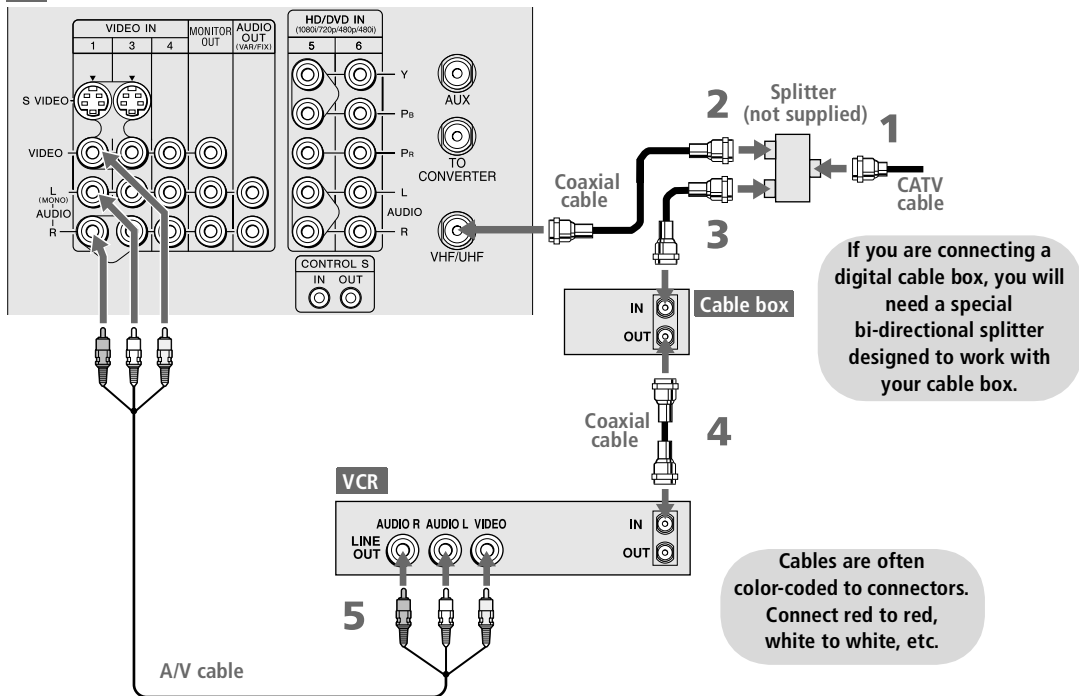 VIDEO IN
MONITOR OUT
AUDIO OUT
(VAR/FIX)
1 3 4
S VIDEO
VIDEO
L
(MONO)
AUDIO
R
HD/DVD IN
(1080i/720p/480p/480i)
5 6
Y
PB
PR
L
AUDIO
R
CONTROL S
IN OUT
AUX
TO
CONVERTER
VHF/UHF
Coaxial
cable
2
Splitter
(not supplied)
1
CATV
cable
3
Cable box
IN
OUT
If you are connecting a
digital cable box, you will
need a special
bi-directional splitter
designed to work with
your cable box.
Coaxial
cable
4
VCR
AUDIO R AUDIO L VIDEO
LINE
OUT
IN
OUT
5
A/V cable
Cables are often
color-coded to connectors.
Connect red to red,
white to white, etc.